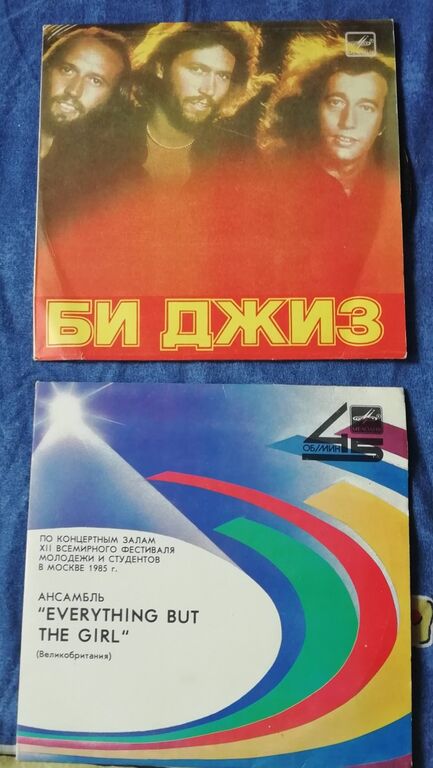 БИ ДЖИЗ
45
ОБ/МИН
МЕЛОДИЯ
ПО КОНЦЕРТНЫМ ЗАЛАМ
XII ВСЕМИРНОГО ФЕСТИВАЛЯ
МОЛОДЕЖИ И СТУДЕНТОВ
В МОСКВЕ 1985 г.
АНСАМБЛЬ
"EVERYTHING BUT
THE GIRL"
(Великобритания)